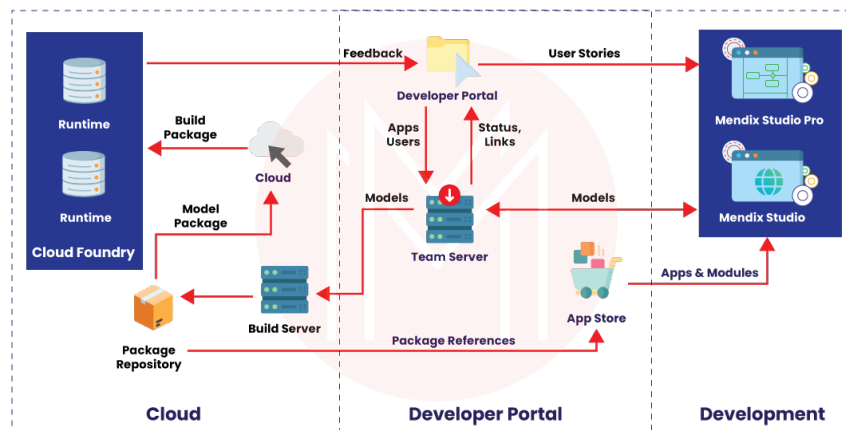 Feedback
User Stories
Developer Portal
Runtime
Build
Package
Apps
Users
Status,
Links
Mendix Studio Pro
Cloud
Runtime
Models
Models
Mendix Studio
Model
Package
Cloud Foundry
Team Server
Apps & Modules
Build Server
App Store
Package
Repository
Package References
Cloud
Developer Portal
Development